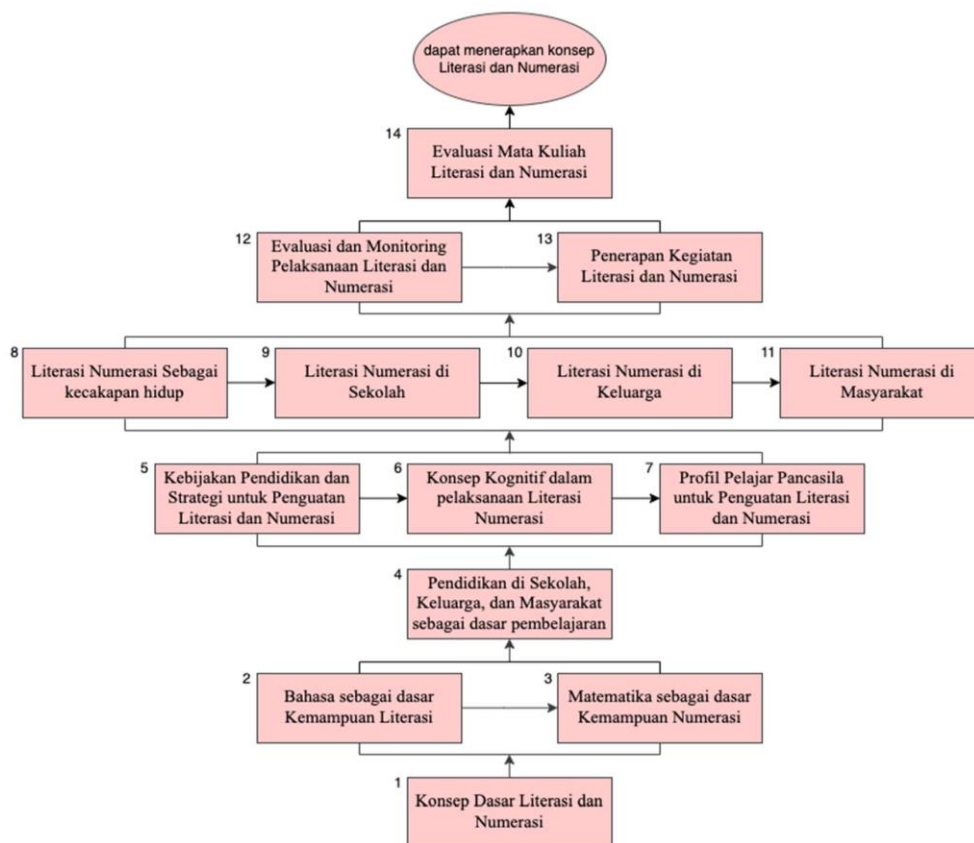 dapat menerapkan konsep
Literasi dan Numerasi
14
Evaluasi Mata Kuliah
Literasi dan Numerasi
12
Evaluasi dan Monitoring
Pelaksanaan Literasi dan
Numerasi
13
Penerapan Kegiatan
Literasi dan Numerasi
8
Literasi Numerasi Sebagai
kecakapan hidup
9
Literasi Numerasi di
Sekolah
10
Literasi Numerasi di
Keluarga
11
Literasi Numerasi di
Masyarakat
5
Kebijakan Pendidikan dan
Strategi untuk Penguatan
Literasi dan Numerasi
6
Konsep Kognitif dalam
pelaksanaan Literasi
Numerasi
7
Profil Pelajar Pancasila
untuk Penguatan Literasi
dan Numerasi
4
Pendidikan di Sekolah,
Keluarga, dan Masyarakat
sebagai dasar pembelajaran
2
Bahasa sebagai dasar
Kemampuan Literasi
3
Matematika sebagai dasar
Kemampuan Numerasi
1
Konsep Dasar Literasi dan
Numerasi